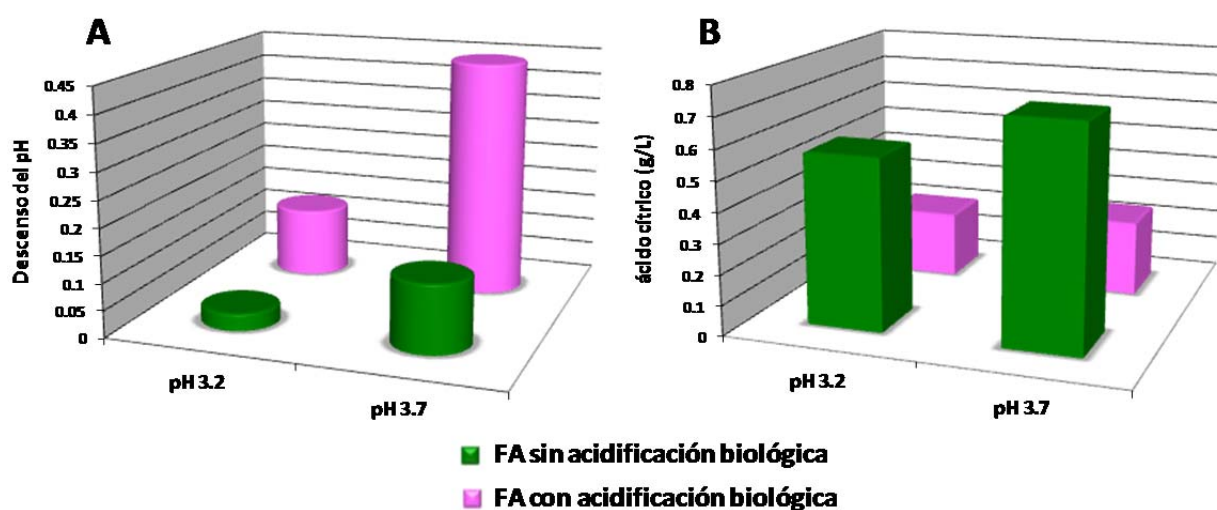 A
Descenso del pH
0.45
0.4
0.35
0.3
0.25
0.2
0.15
0.1
0.05
0
pH 3.2
pH 3.7
B
ácido cítrico (g/L)
0.8
0.7
0.6
0.5
0.4
0.3
0.2
0.1
0
pH 3.2
pH 3.7
FA sin acidificación biológica
FA con acidificación biológica